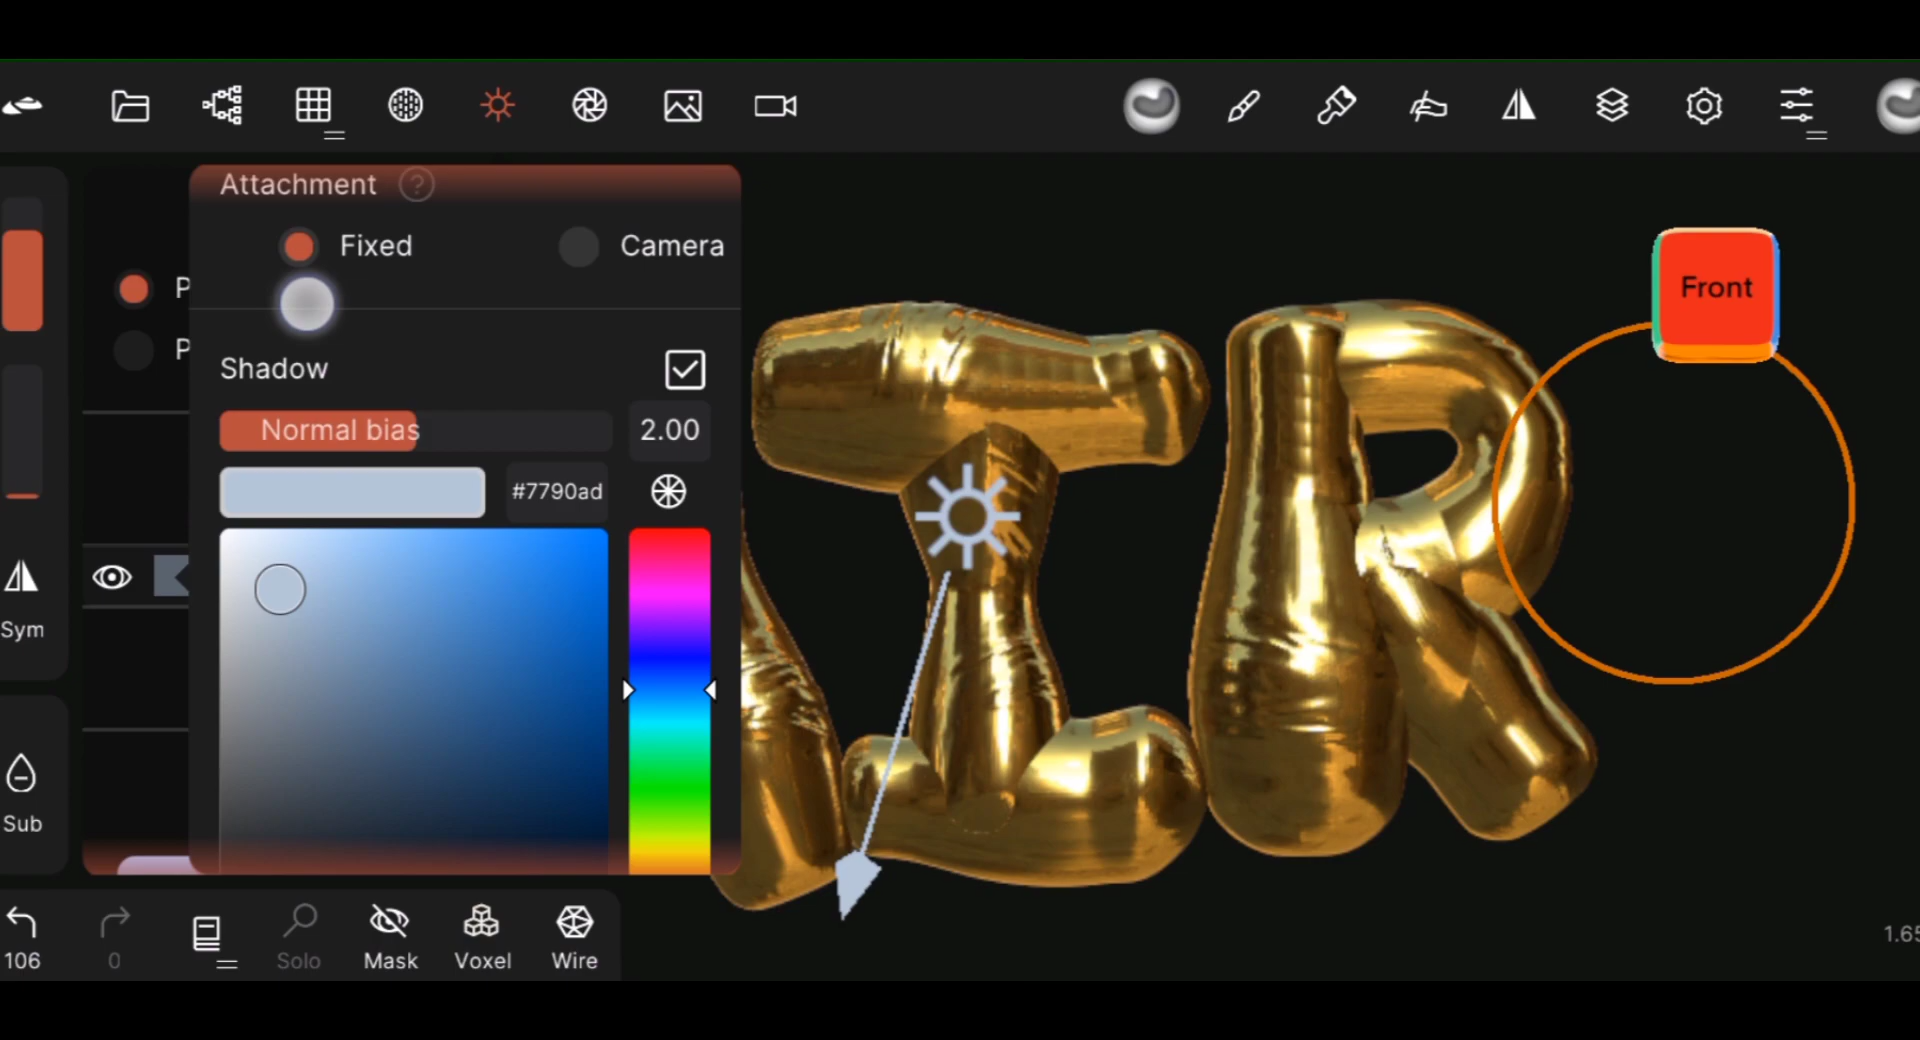 Attachment ?
Fixed
Camera
P
P
Shadow
Normal bias
2.00
#7790ad
Front
IR
Sym
Sub
106
0
Solo
Mask
Voxel
Wire
1.65